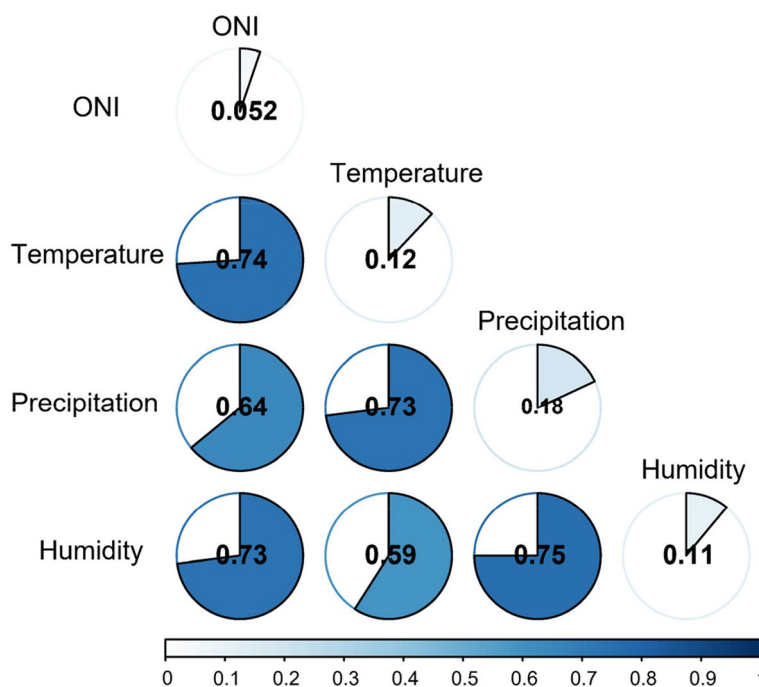 ONI
ONI
0.052
Temperature
Temperature
0.74
0.12
Precipitation
Precipitation
0.64
0.73
0.18
Humidity
Humidity
0.73
0.59
0.75
0.11
0 0.1 0.2 0.3 0.4 0.5 0.6 0.7 0.8 0.9